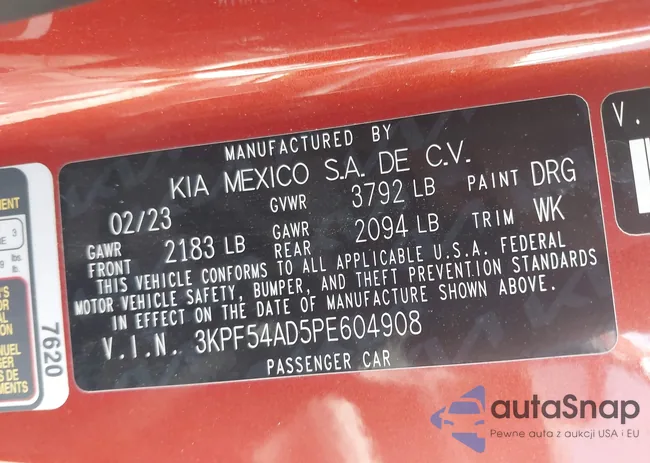 MANUFACTURED BY
KIA MEXICO S.A. DE C.V.
02/23 GVWR 3792 LB PAINT DRG
GAWR FRONT 2183 LB GAWR REAR 2094 LB TRIM WK
THIS VEHICLE CONFORMS TO ALL APPLICABLE U.S.A. FEDERAL
MOTOR VEHICLE SAFETY, BUMPER, AND THEFT PREVENTION STANDARDS
IN EFFECT ON THE DATE OF MANUFACTURE SHOWN ABOVE.
V.I.N. 3KPF54AD5PE604908
PASSENGER CAR
7620
V.
3
lbs.
autaSnap
Pewne auta z aukcji USA i EU